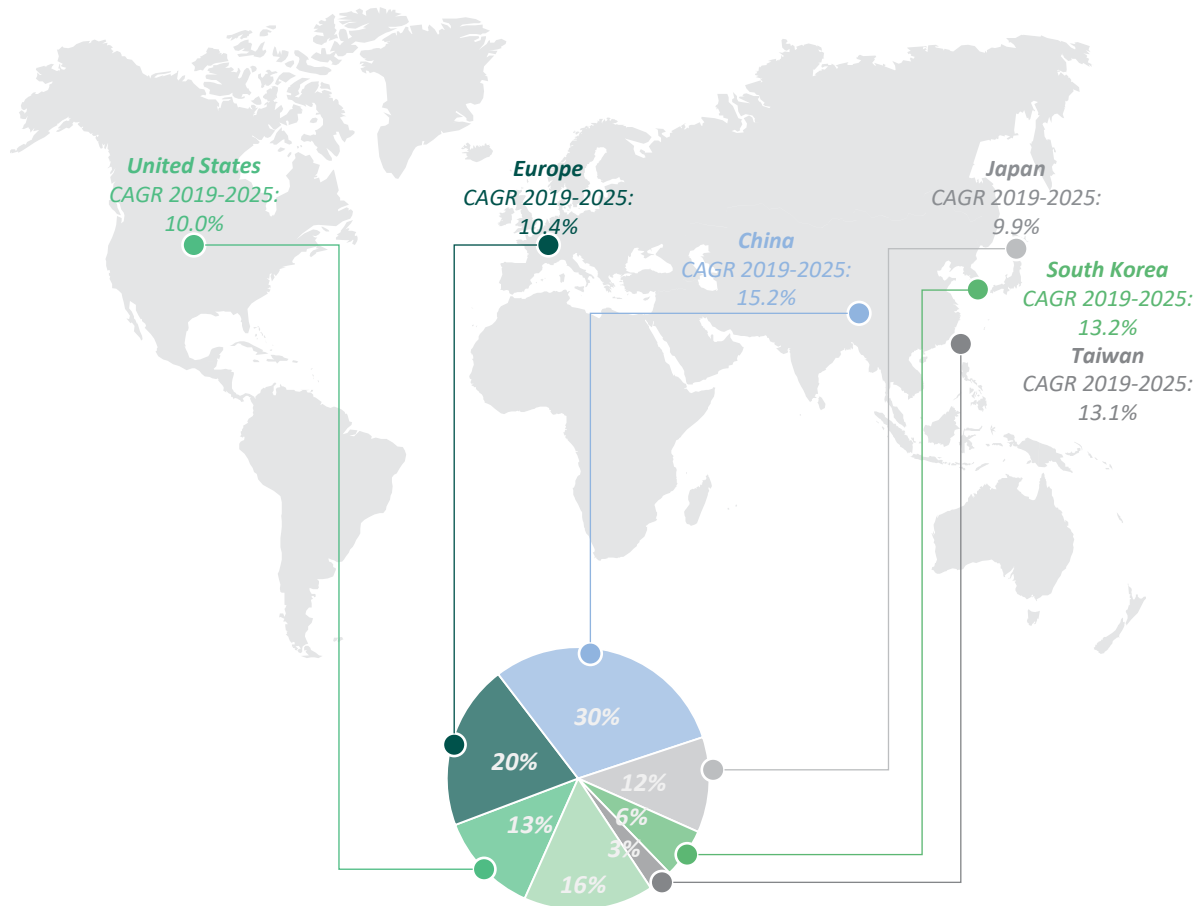 United States
CAGR 2019-2025:
10.0%
Europe
CAGR 2019-2025:
10.4%
China
CAGR 2019-2025:
15.2%
Japan
CAGR 2019-2025:
9.9%
South Korea
CAGR 2019-2025:
13.2%
Taiwan
CAGR 2019-2025:
13.1%
30%
20%
12%
6%
13%
3%
16%